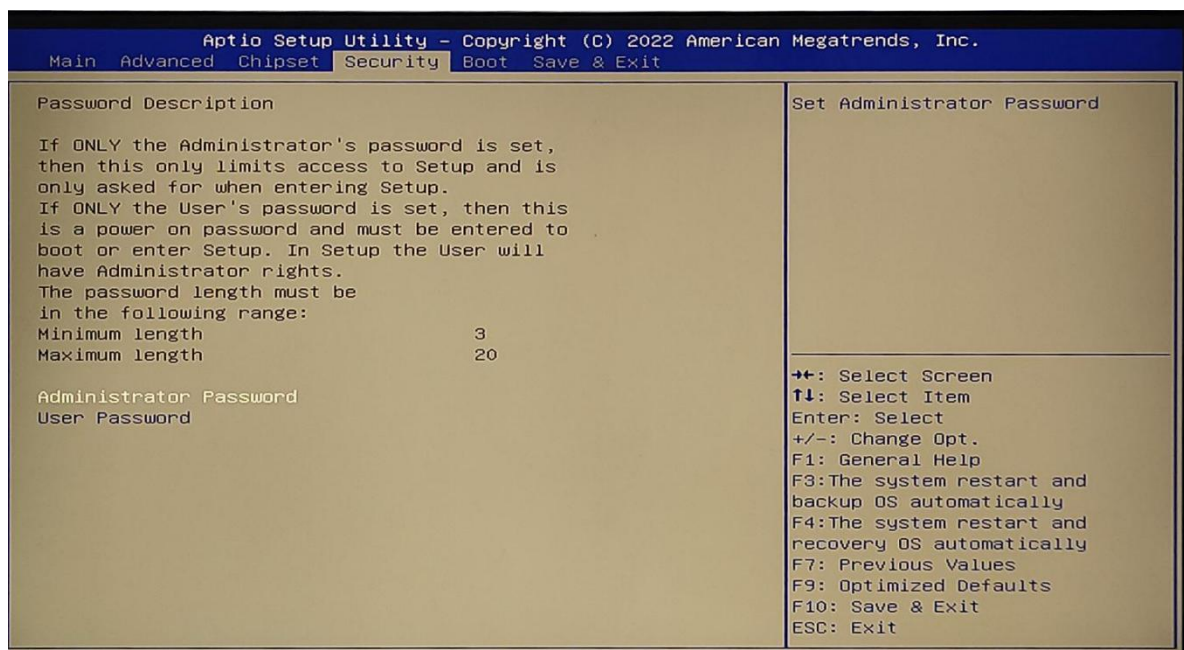 Aptio Setup Utility – Copyright (C) 2022 American Megatrends, Inc.
Main Advanced Chipset Security Boot Save & Exit
Password Description
If ONLY the Administrator's password is set,
then this only limits access to Setup and is
only asked for when entering Setup.
If ONLY the User's password is set, then this
is a power on password and must be entered to
boot or enter Setup. In Setup the User will
have Administrator rights.
The password length must be
in the following range:
Minimum length 3
Maximum length 20
Administrator Password
User Password
Set Administrator Password
→←: Select Screen
↑↓: Select Item
Enter: Select
+/-: Change Opt.
F1: General Help
F3:The system restart and
backup OS automatically
F4:The system restart and
recovery OS automatically
F7: Previous Values
F9: Optimized Defaults
F10: Save & Exit
ESC: Exit